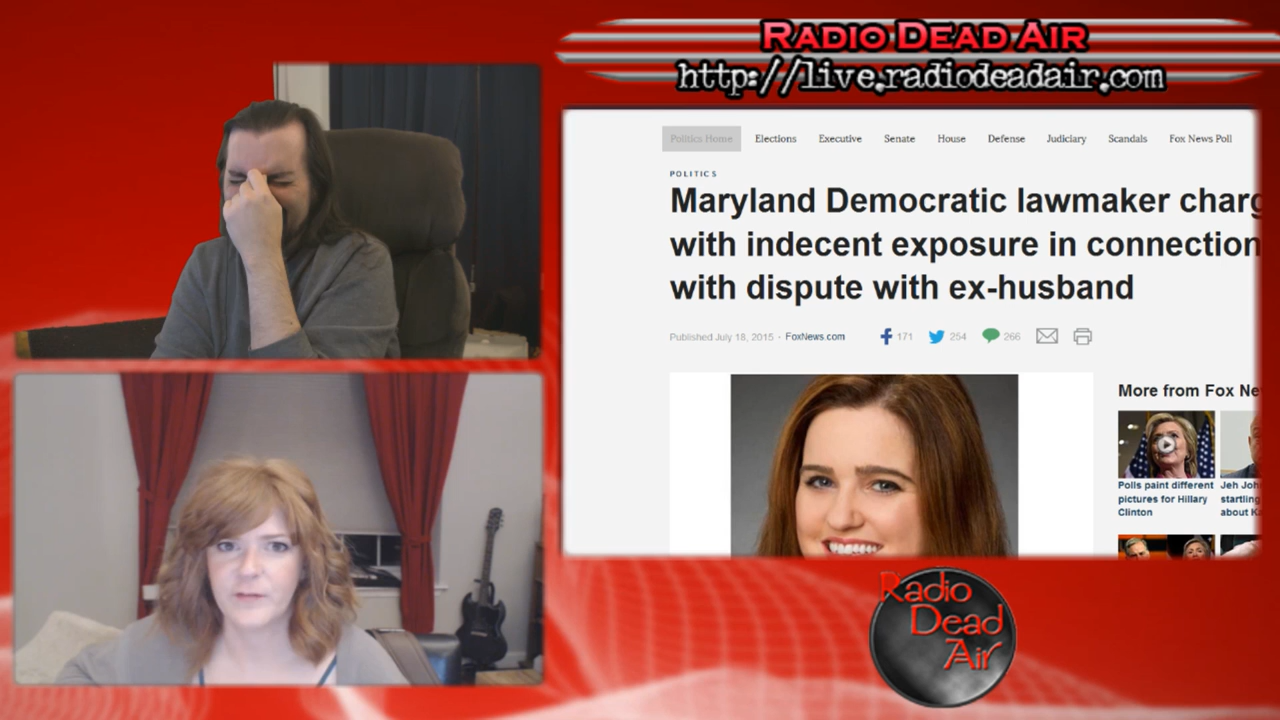 Radio Dead Air
http://live.radiodeadair.com
Politics Home Elections Executive Senate House Defense Judiciary Scandals Fox News Poll
POLITICS
Maryland Democratic lawmaker charg
with indecent exposure in connection
with dispute with ex-husband
Published July 18, 2015 · FoxNews.com 171 254 266
More from Fox Ne
Polls paint different
pictures for Hillary
Clinton
Jeh Joh
startling
about K
Radio
Dead
Air